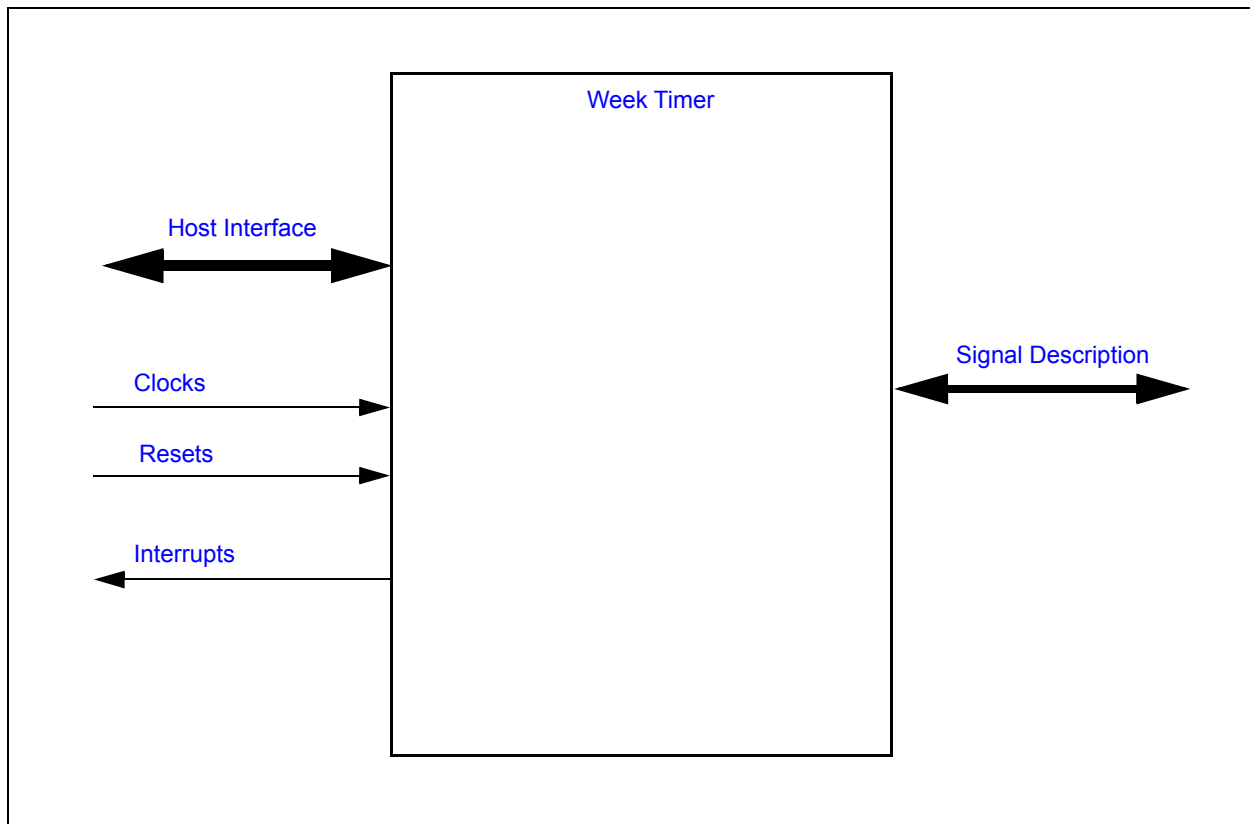 Week Timer
Host Interface
Signal Description
Clocks
Resets
Interrupts